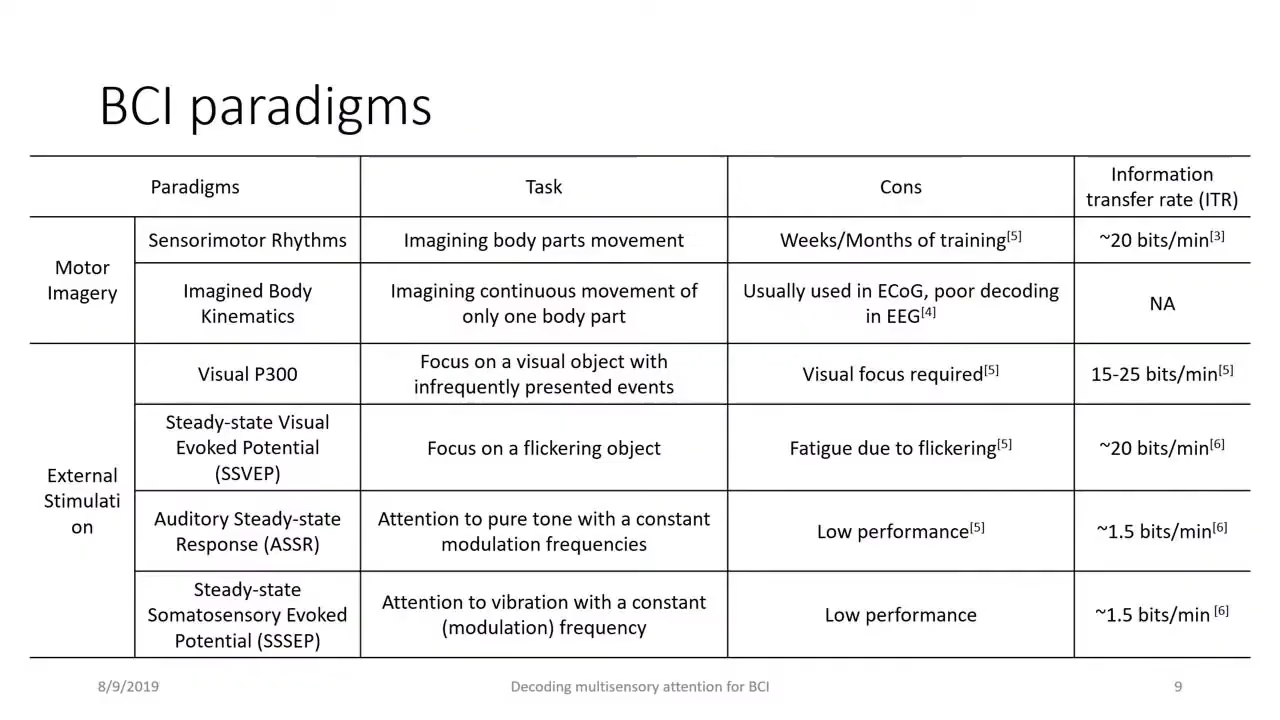 BCI paradigms
Paradigms
Task
Cons
Information
transfer rate (ITR)
Motor
Imagery
Sensorimotor Rhythms
Imagining body parts movement
Weeks/Months of training[5]
~20 bits/min[3]
Imagined Body
Kinematics
Imagining continuous movement of
only one body part
Usually used in ECoG, poor decoding
in EEG[4]
NA
External
Stimulati
on
Visual P300
Focus on a visual object with
infrequently presented events
Visual focus required[5]
15-25 bits/min[5]
Steady-state Visual
Evoked Potential
(SSVEP)
Focus on a flickering object
Fatigue due to flickering[5]
~20 bits/min[6]
Auditory Steady-state
Response (ASSR)
Attention to pure tone with a constant
modulation frequencies
Low performance[5]
~1.5 bits/min[6]
Steady-state
Somatosensory Evoked
Potential (SSSEP)
Attention to vibration with a constant
(modulation) frequency
Low performance
~1.5 bits/min [6]
8/9/2019
Decoding multisensory attention for BCI
9